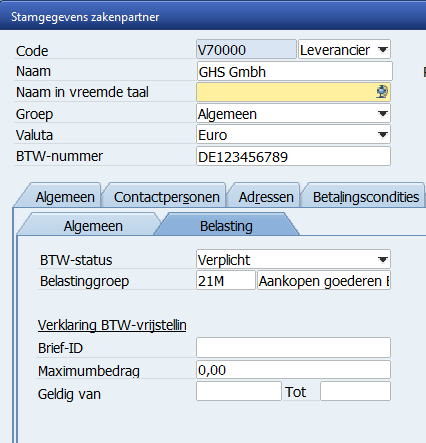 Stamgegevens zakenpartner
Code V70000 Leverancier
Naam GHS Gmbh
Naam in vreemde taal
Groep Algemeen
Valuta Euro
BTW-nummer DE123456789
Algemeen Contactpersonen Adressen Betalingscondities
Algemeen Belasting
BTW-status Verplicht
Belastinggroep 21M Aankopen goederen
Verklaring BTW-vrijstellin
Brief-ID
Maximumbedrag 0,00
Geldig van Tot